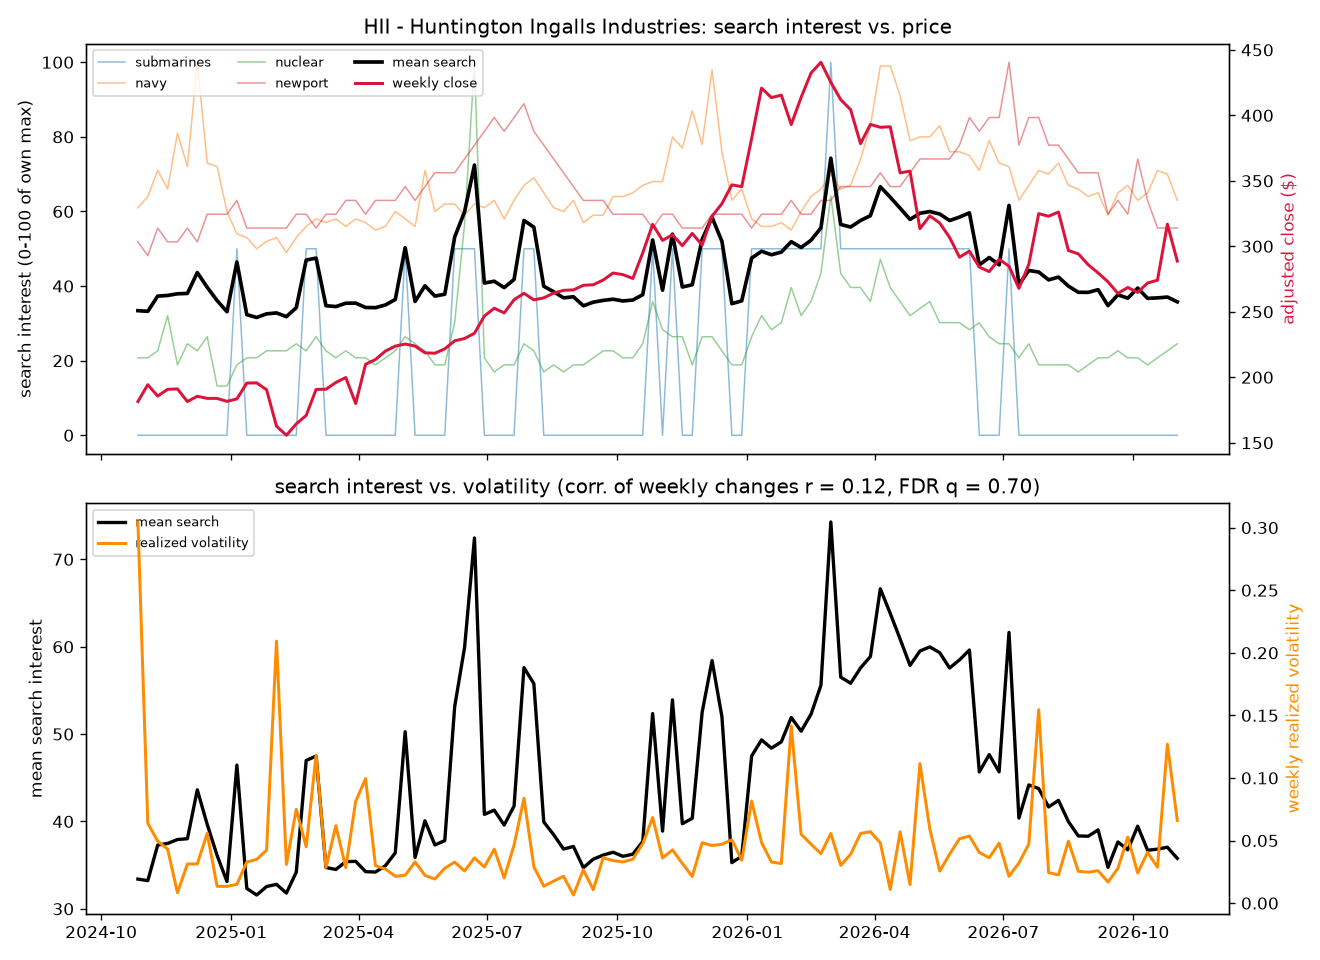 HII - Huntington Ingalls Industries: search interest vs. price
submarines
navy
nuclear
newport
mean search
weekly close
search interest (0-100 of own max)
100
80
60
40
20
0
adjusted close ($)
450
400
350
300
250
200
150
search interest vs. volatility (corr. of weekly changes r = 0.12, FDR q = 0.70)
mean search
realized volatility
mean search interest
70
60
50
40
30
weekly realized volatility
0.30
0.25
0.20
0.15
0.10
0.05
0.00
2024-10
2025-01
2025-04
2025-07
2025-10
2026-01
2026-04
2026-07
2026-10